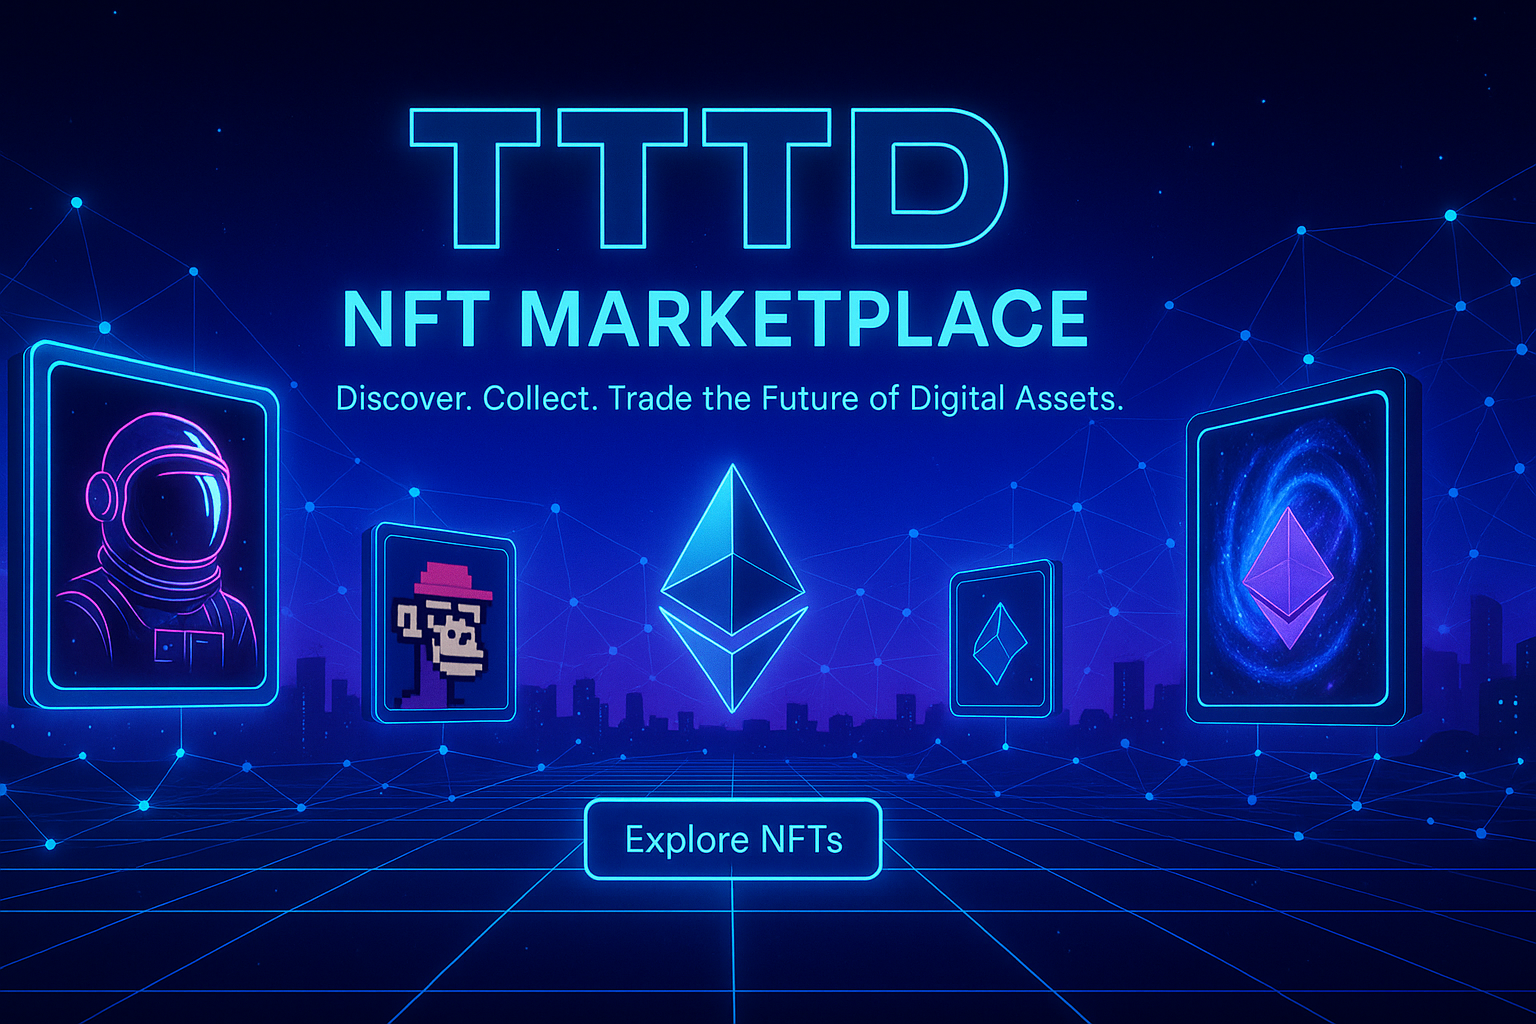 TTTD
NFT MARKETPLACE
Discover. Collect. Trade the Future of Digital Assets.
Explore NFTs